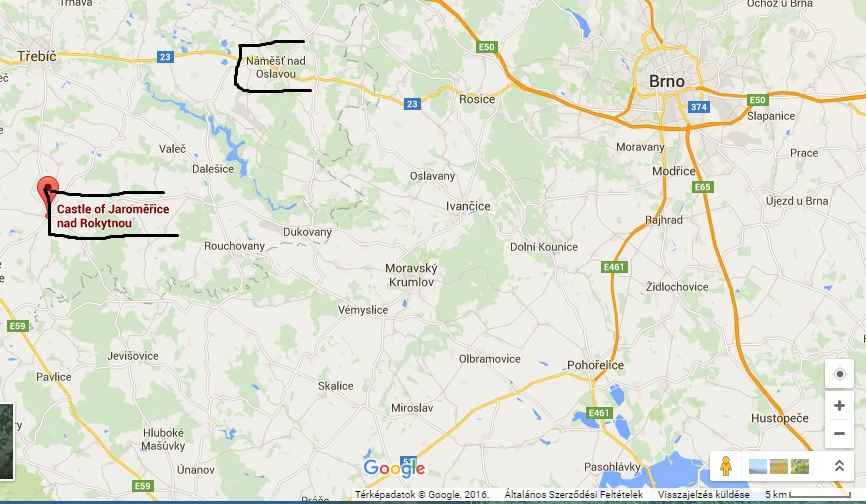 Trnava
Ochoz u Brna
E50
Třebíč
23
Náměšť nad
Oslavou
Brno
23
Rosice
374
E50
Šlapanice
Moravany
Valeč
Prace
Dalešice
Oslavany
Modřice
E65
Castle of Jaroměřice
nad Rokytnou
Ivančice
Újezd u Brna
Rajhrad
Dukovany
Rouchovany
Dolní Kounice
Moravský
Krumlov
E461
Židlochovice
Vémyslice
E59
Jevišovice
Olbramovice
Pohořelice
Pavlice
Skalice
Miroslav
E461
Hustopeče
Hluboké
Mašůvky
Únanov
Google
53
Pasohlávky
E59
Práče
Térképadatok © Google, 2016.
Általános Szerződési Feltételek
Visszajelzés küldése
5 km